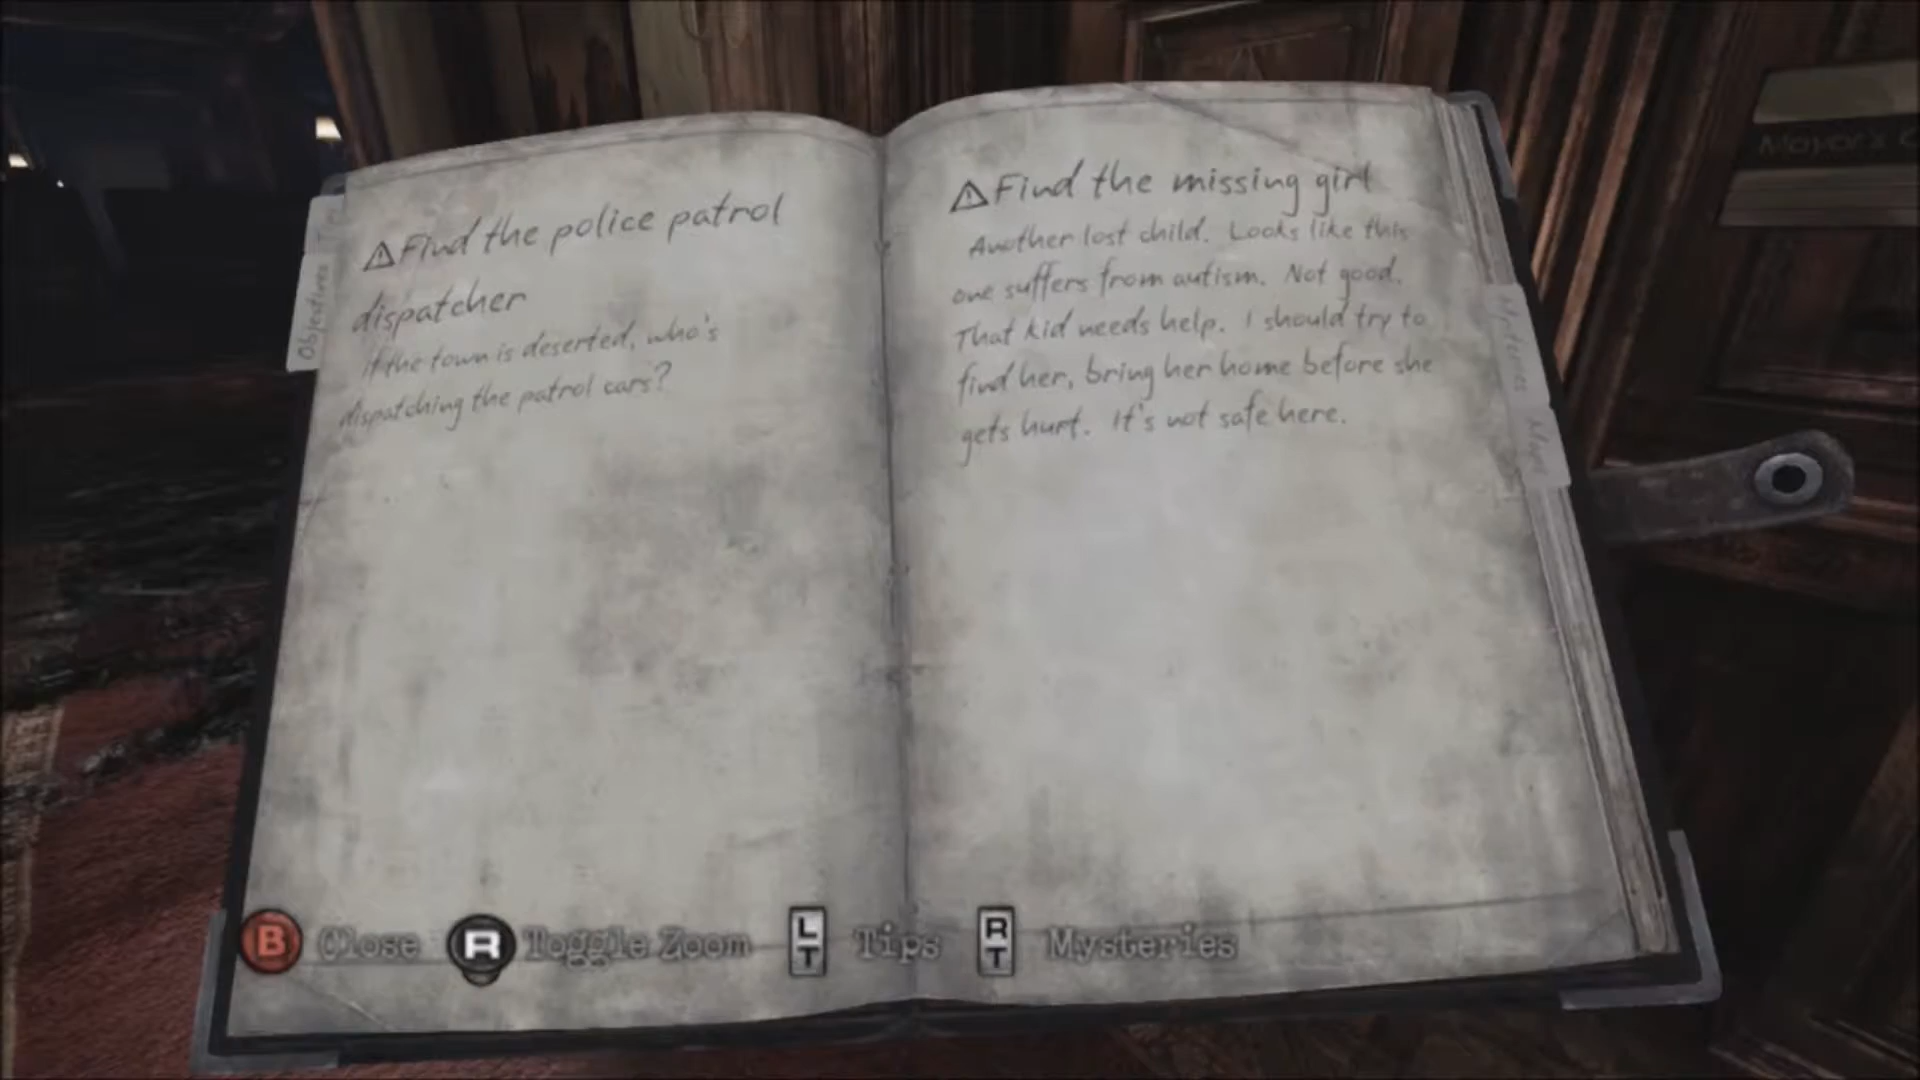 Find the police patrol
dispatcher
If the town is deserted, who's
dispatching the patrol cars?
Find the missing girl
Another lost child. Looks like this
one suffers from autism. Not good.
That kid needs help. I should try to
find her, bring her home before she
gets hurt. It's not safe here.
Objectives
Mysteries
Mayor's
B Close R Toggle Zoom LT Tips RT Mysteries